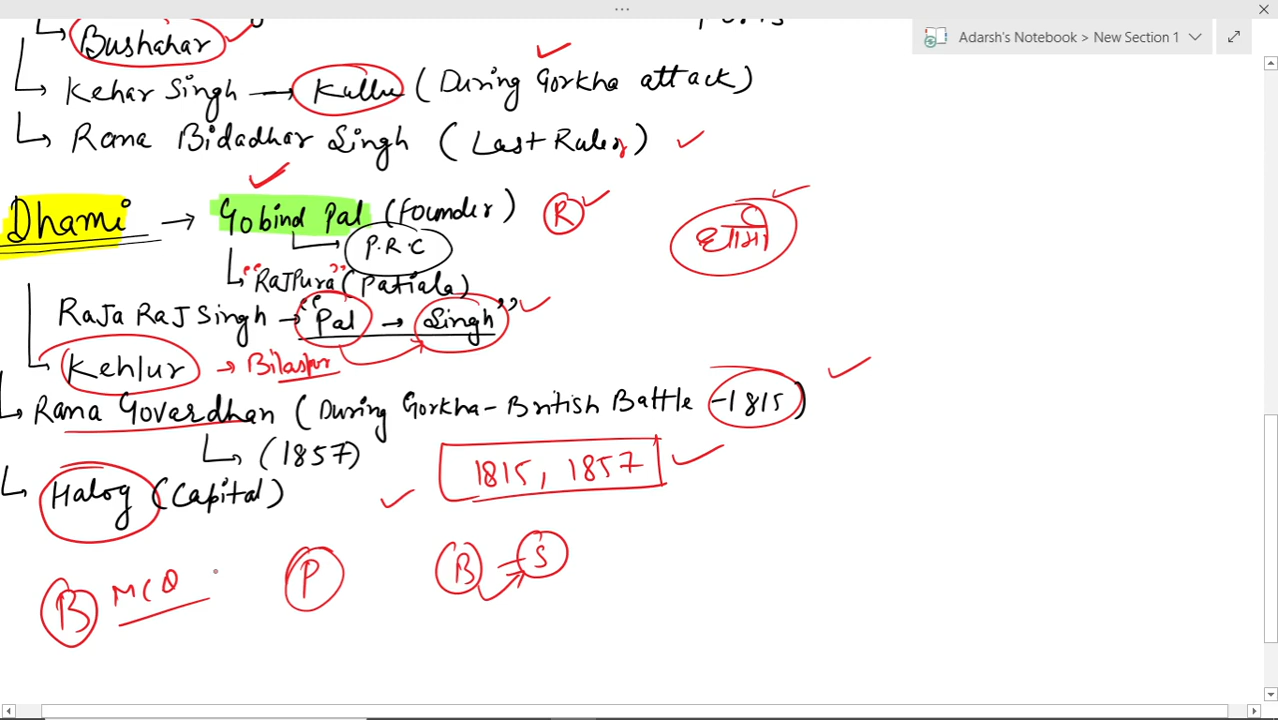 ...
Adarsh's Notebook > New Section 1
Bushahar
Kehar Singh → Kullu (During Gorkha attack)
Rana Bidadhar Singh (Last Ruler)
Dhami → Gobind Pal (founder) R
धामी
P.R.C
"RAJPura" (Patiala)
RAJA RAJ Singh → "Pal → Singh"
Kehlur → Bilaspur
Rana Govardhan (During Gorkha-British Battle -1815)
(1857)
1815, 1857
Halog (Capital)
B MCQ P B → S